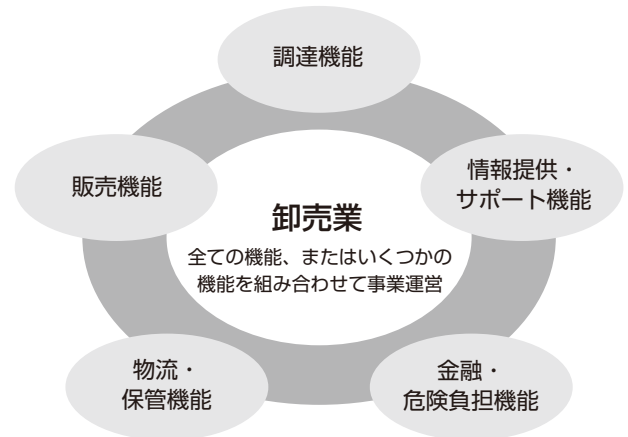 調達機能
販売機能
情報提供・
サポート機能
卸売業
全ての機能、またはいくつかの
機能を組み合わせて事業運営
物流・
保管機能
金融・
危険負担機能